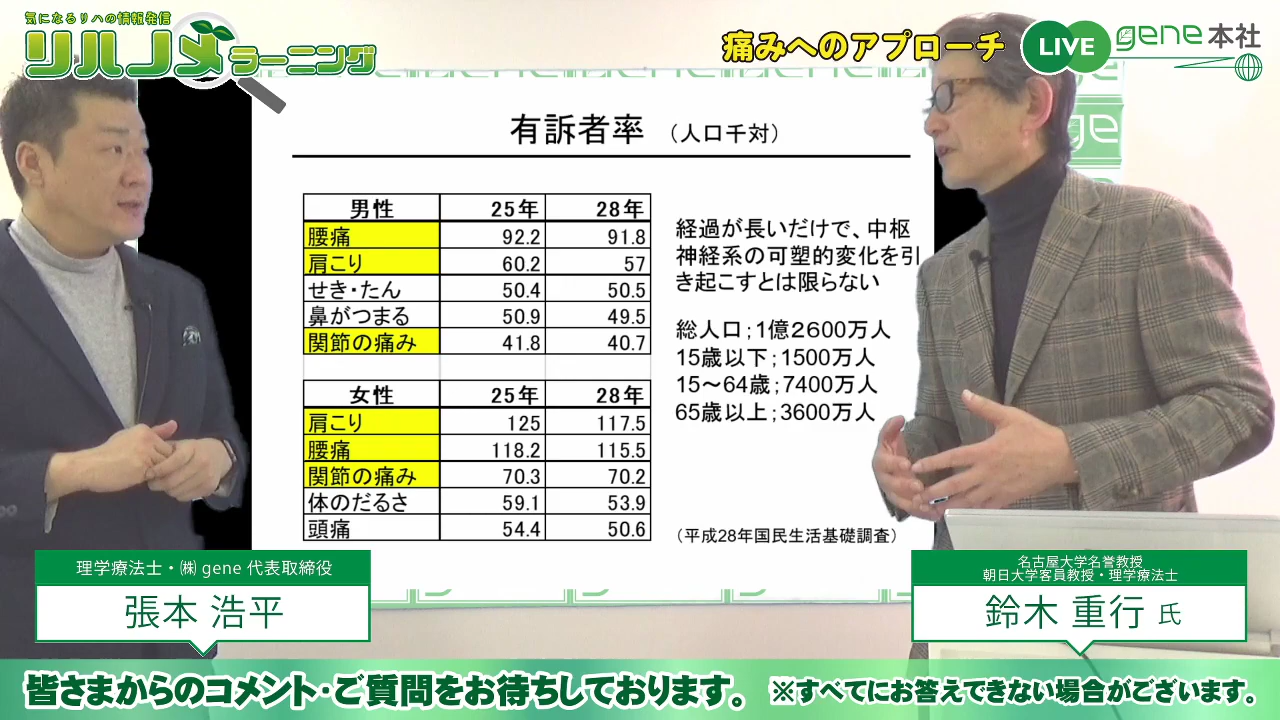 気になるリハの情報発信
リハノメ ラーニング
痛みへのアプローチ
LIVE
gene 本社
有訴者率 （人口千対）
男性 25年 28年
腰痛 92.2 91.8
肩こり 60.2 57
せき・たん 50.4 50.5
鼻がつまる 50.9 49.5
関節の痛み 41.8 40.7
女性 25年 28年
肩こり 125 117.5
腰痛 118.2 115.5
関節の痛み 70.3 70.2
体のだるさ 59.1 53.9
頭痛 54.4 50.6
経過が長いだけで、中枢
神経系の可塑的変化を引
き起こすとは限らない
総人口；1億2600万人
15歳以下；1500万人
15～64歳；7400万人
65歳以上；3600万人
（平成28年国民生活基礎調査）
理学療法士・㈱gene 代表取締役
張本 浩平
名古屋大学名誉教授
朝日大学客員教授・理学療法士
鈴木 重行 氏
皆さまからのコメント・ご質問をお待ちしております。 ※すべてにお答えできない場合がございます。